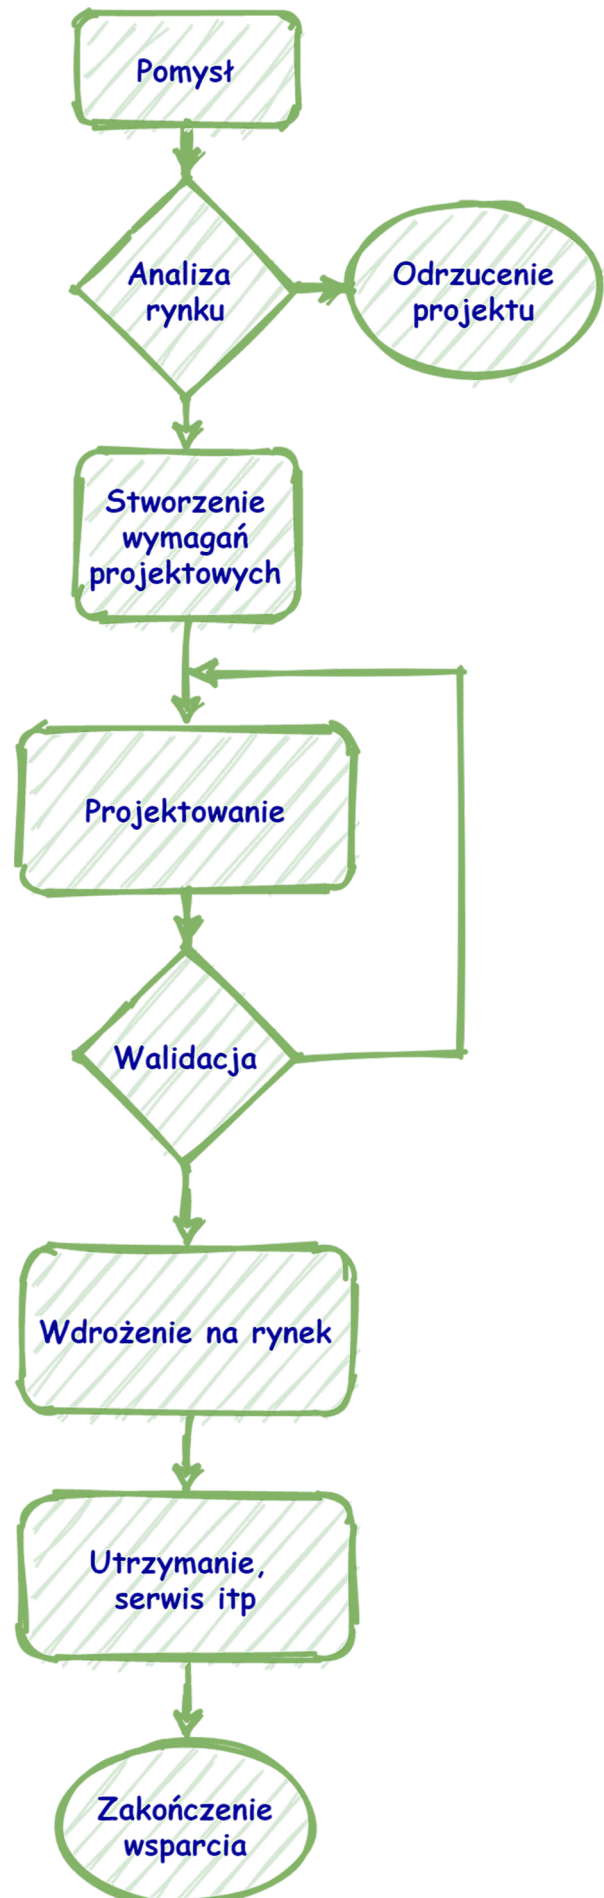 Pomysł
Analiza
rynku
Odrzucenie
projektu
Stworzenie
wymagań
projektowych
Projektowanie
Walidacja
Wdrożenie na rynek
Utrzymanie,
serwis itp
Zakończenie
wsparcia